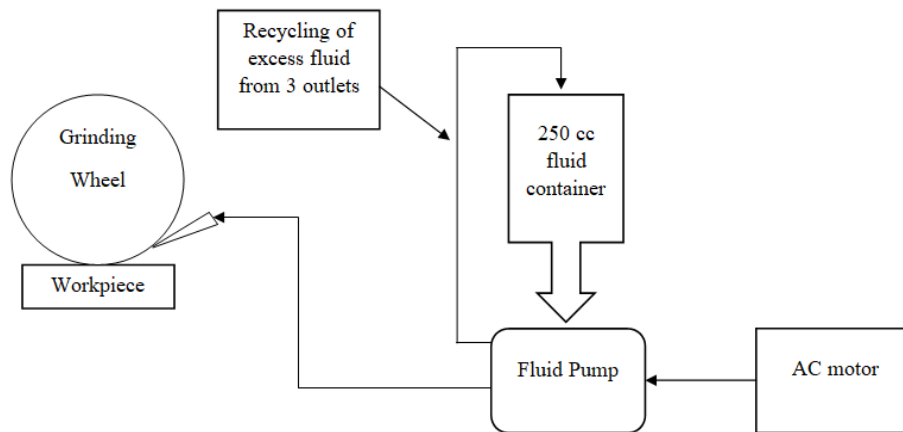 Recycling of
excess fluid
from 3 outlets
Grinding
Wheel
250 cc
fluid
container
Workpiece
Fluid Pump
AC motor